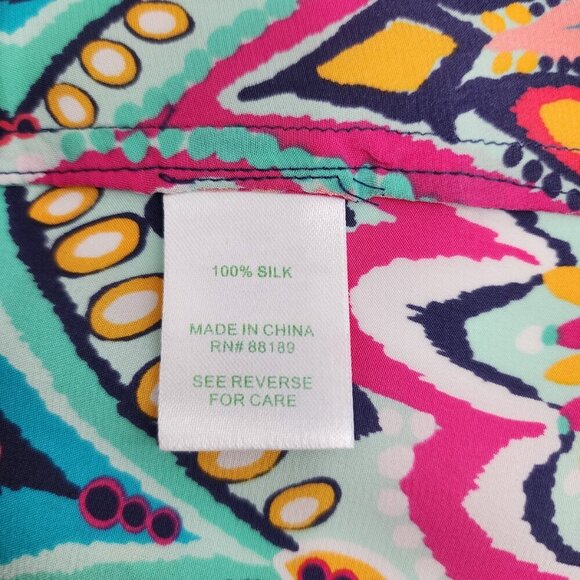 100% SILK
MADE IN CHINA
RN# 88189
SEE REVERSE
FOR CARE